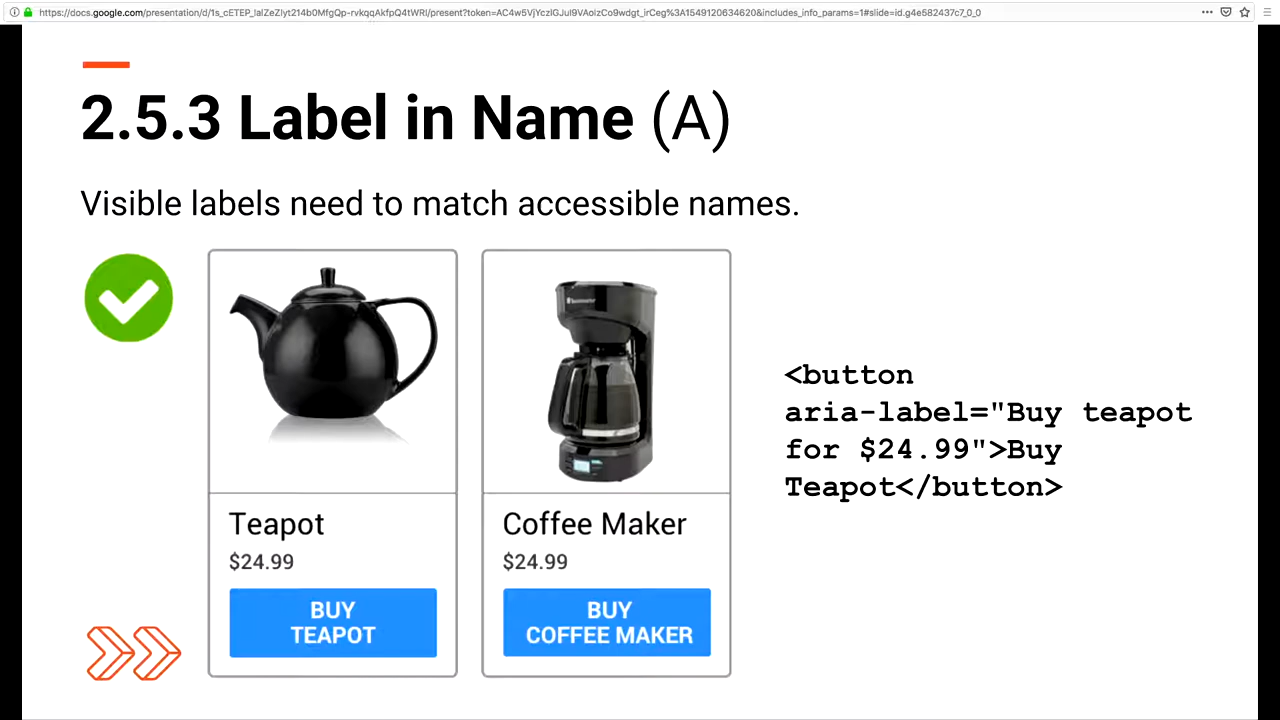 2.5.3 Label in Name (A)
Visible labels need to match accessible names.
Teapot
$24.99
BUY
TEAPOT
Coffee Maker
$24.99
BUY
COFFEE MAKER
<button
aria-label="Buy teapot
for $24.99">Buy
Teapot</button>